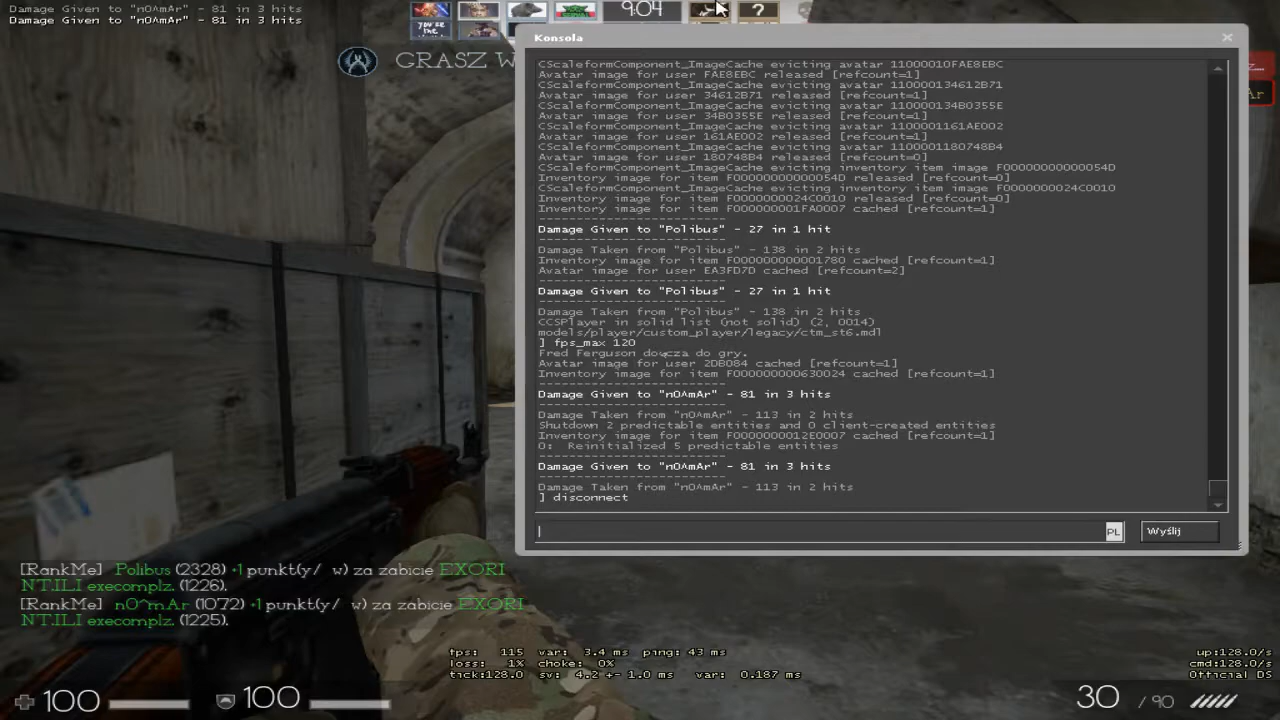 Damage Given to "n0^mAr" - 81 in 3 hits
Damage Given to "n0^mAr" - 81 in 3 hits
YOU'RE THE
9:04
?
GRASZ W
Konsola
CScaleformComponent_ImageCache evicting avatar 11000010FAE8EBC
Avatar image for user FAE8EBC released [refcount=1]
CScaleformComponent_ImageCache evicting avatar 110000134612B71
Avatar image for user 34612B71 released [refcount=1]
CScaleformComponent_ImageCache evicting avatar 110000134B0355E
Avatar image for user 34B0355E released [refcount=1]
CScaleformComponent_ImageCache evicting avatar 1100001161AE002
Avatar image for user 161AE002 released [refcount=1]
CScaleformComponent_ImageCache evicting avatar 1100001180748B4
Avatar image for user 180748B4 released [refcount=0]
CScaleformComponent_ImageCache evicting inventory item image F00000000000054D
Inventory image for item F00000000000054D released [refcount=0]
CScaleformComponent_ImageCache evicting inventory item image F0000000024C0010
Inventory image for item F0000000024C0010 released [refcount=0]
Inventory image for item F000000001FA0007 cached [refcount=1]
-------------------------
Damage Given to "Polibus" - 27 in 1 hit
-------------------------
Damage Taken from "Polibus" - 138 in 2 hits
Inventory image for item F000000000001780 cached [refcount=1]
Avatar image for user EA3FD7D cached [refcount=2]
-------------------------
Damage Given to "Polibus" - 27 in 1 hit
-------------------------
Damage Taken from "Polibus" - 138 in 2 hits
CCSPlayer in solid list (not solid) (2, 0014)
models/player/custom_player/legacy/ctm_st6.mdl
] fps_max 120
Fred Ferguson do gry.
Avatar image for user 2DB084 cached [refcount=1]
Inventory image for item F000000000630024 cached [refcount=1]
-------------------------
Damage Given to "n0^mAr" - 81 in 3 hits
-------------------------
Damage Taken from "n0^mAr" - 113 in 2 hits
Shutdown 2 predictable entities and 0 client-created entities
Inventory image for item F0000000012E0007 cached [refcount=1]
0: Reinitialized 5 predictable entities
-------------------------
Damage Given to "n0^mAr" - 81 in 3 hits
-------------------------
Damage Taken from "n0^mAr" - 113 in 2 hits
] disconnect
PL
Wyślij
[RankMe] Polibus (2328) +1 punkt(y/ w) za zabicie EXORI
NT.ILI execomplz. (1226).
[RankMe] n0^mAr (1072) +1 punkt(y/ w) za zabicie EXORI
NT.ILI execomplz. (1225).
fps: 115 var: 3.4 ms ping: 43 ms
loss: 1% choke: 0%
tick:128.0 sv: 4.2 +- 1.0 ms var: 0.187 ms
up:128.0/s
cmd:128.0/s
Official DS
100
100
30 / 90